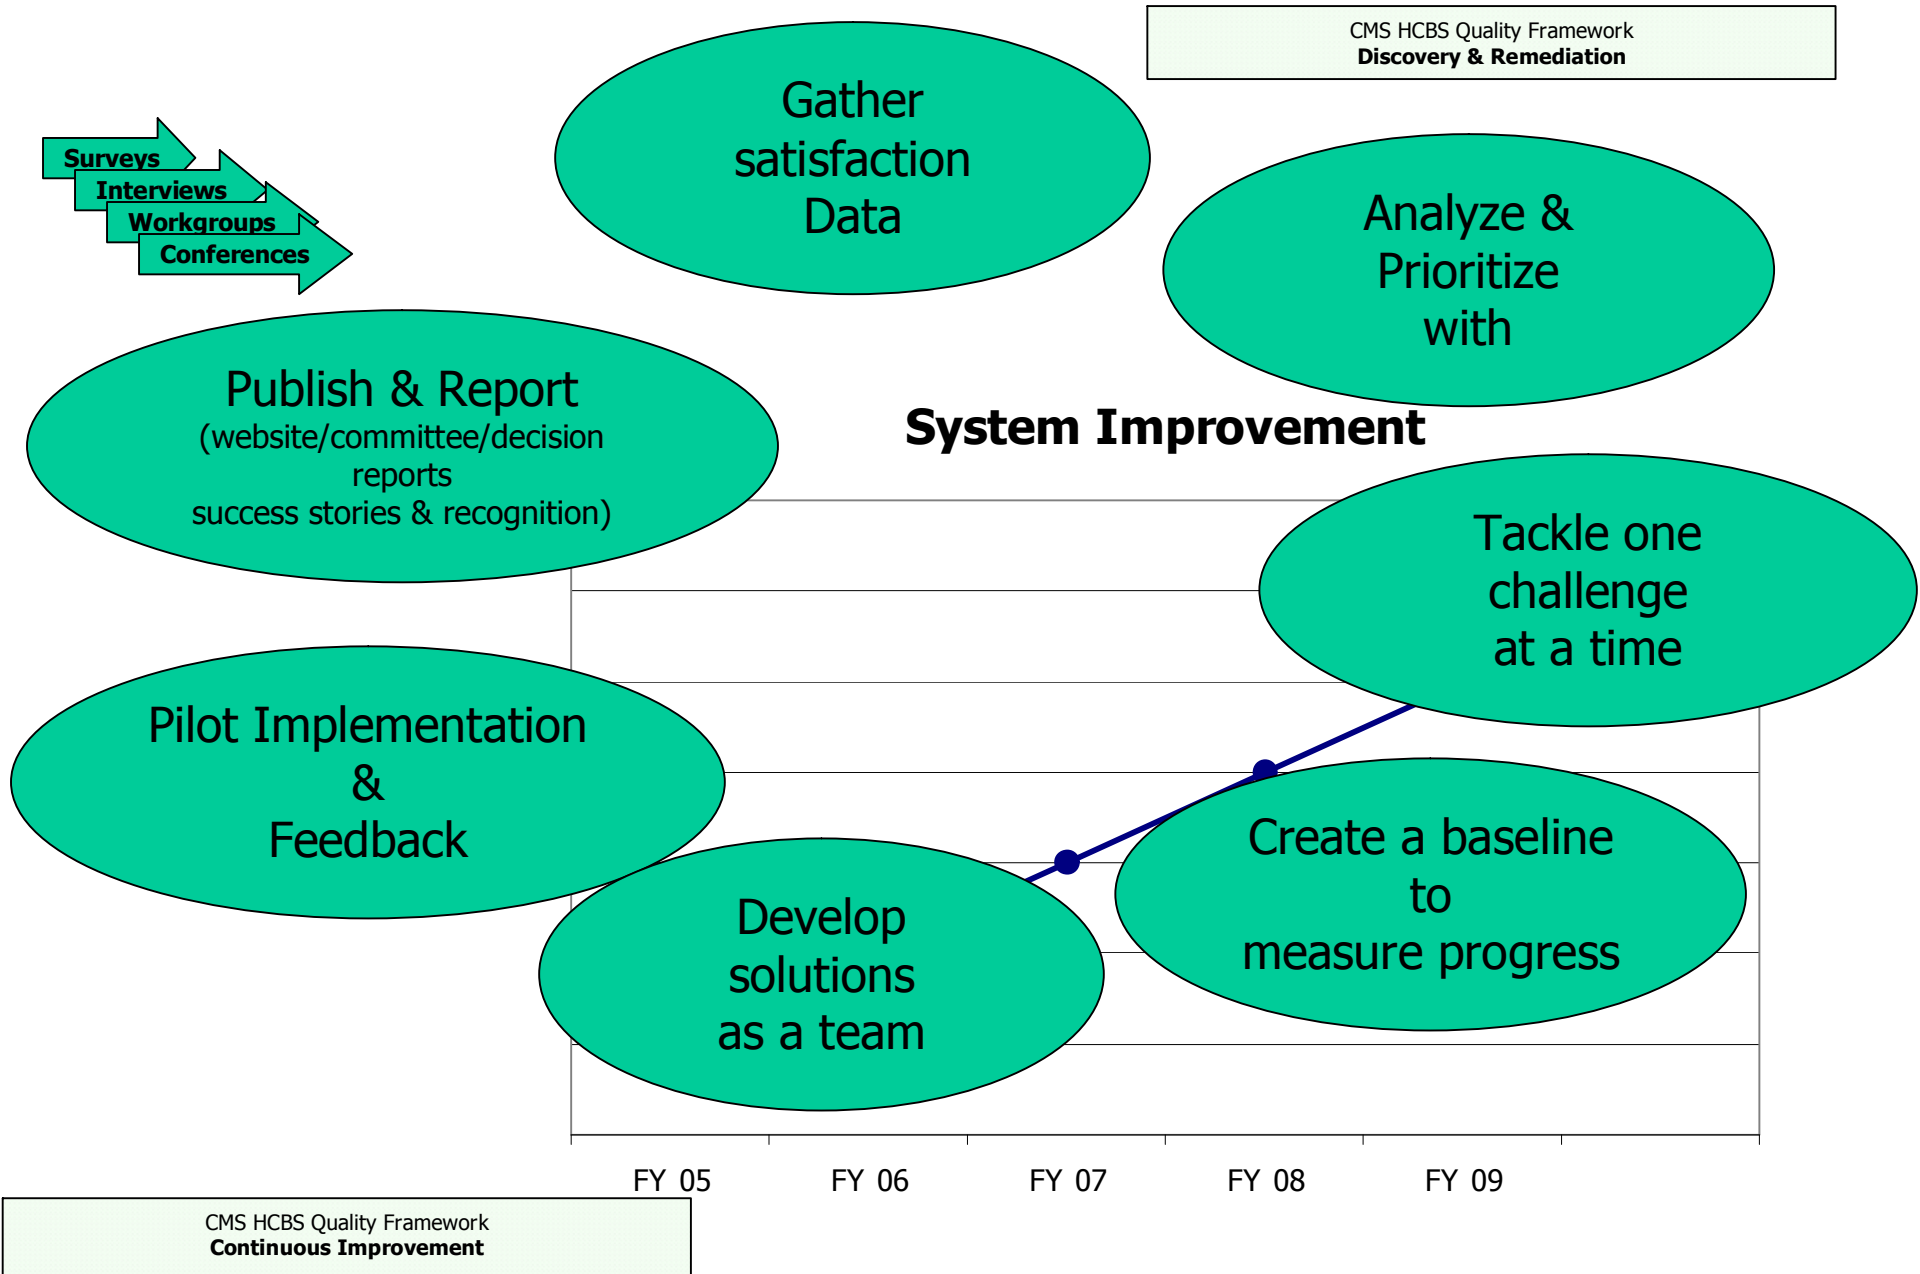 CMS HCBS Quality Framework
Discovery & Remediation
Gather
satisfaction
Data
Surveys
Interviews
Workgroups
Conferences
Analyze &
Prioritize
with
Publish & Report
(website/committee/decision
reports
success stories & recognition)
System Improvement
Tackle one
challenge
at a time
Pilot Implementation
&
Feedback
Create a baseline
to
measure progress
Develop
solutions
as a team
FY 05 FY 06 FY 07 FY 08 FY 09
CMS HCBS Quality Framework
Continuous Improvement